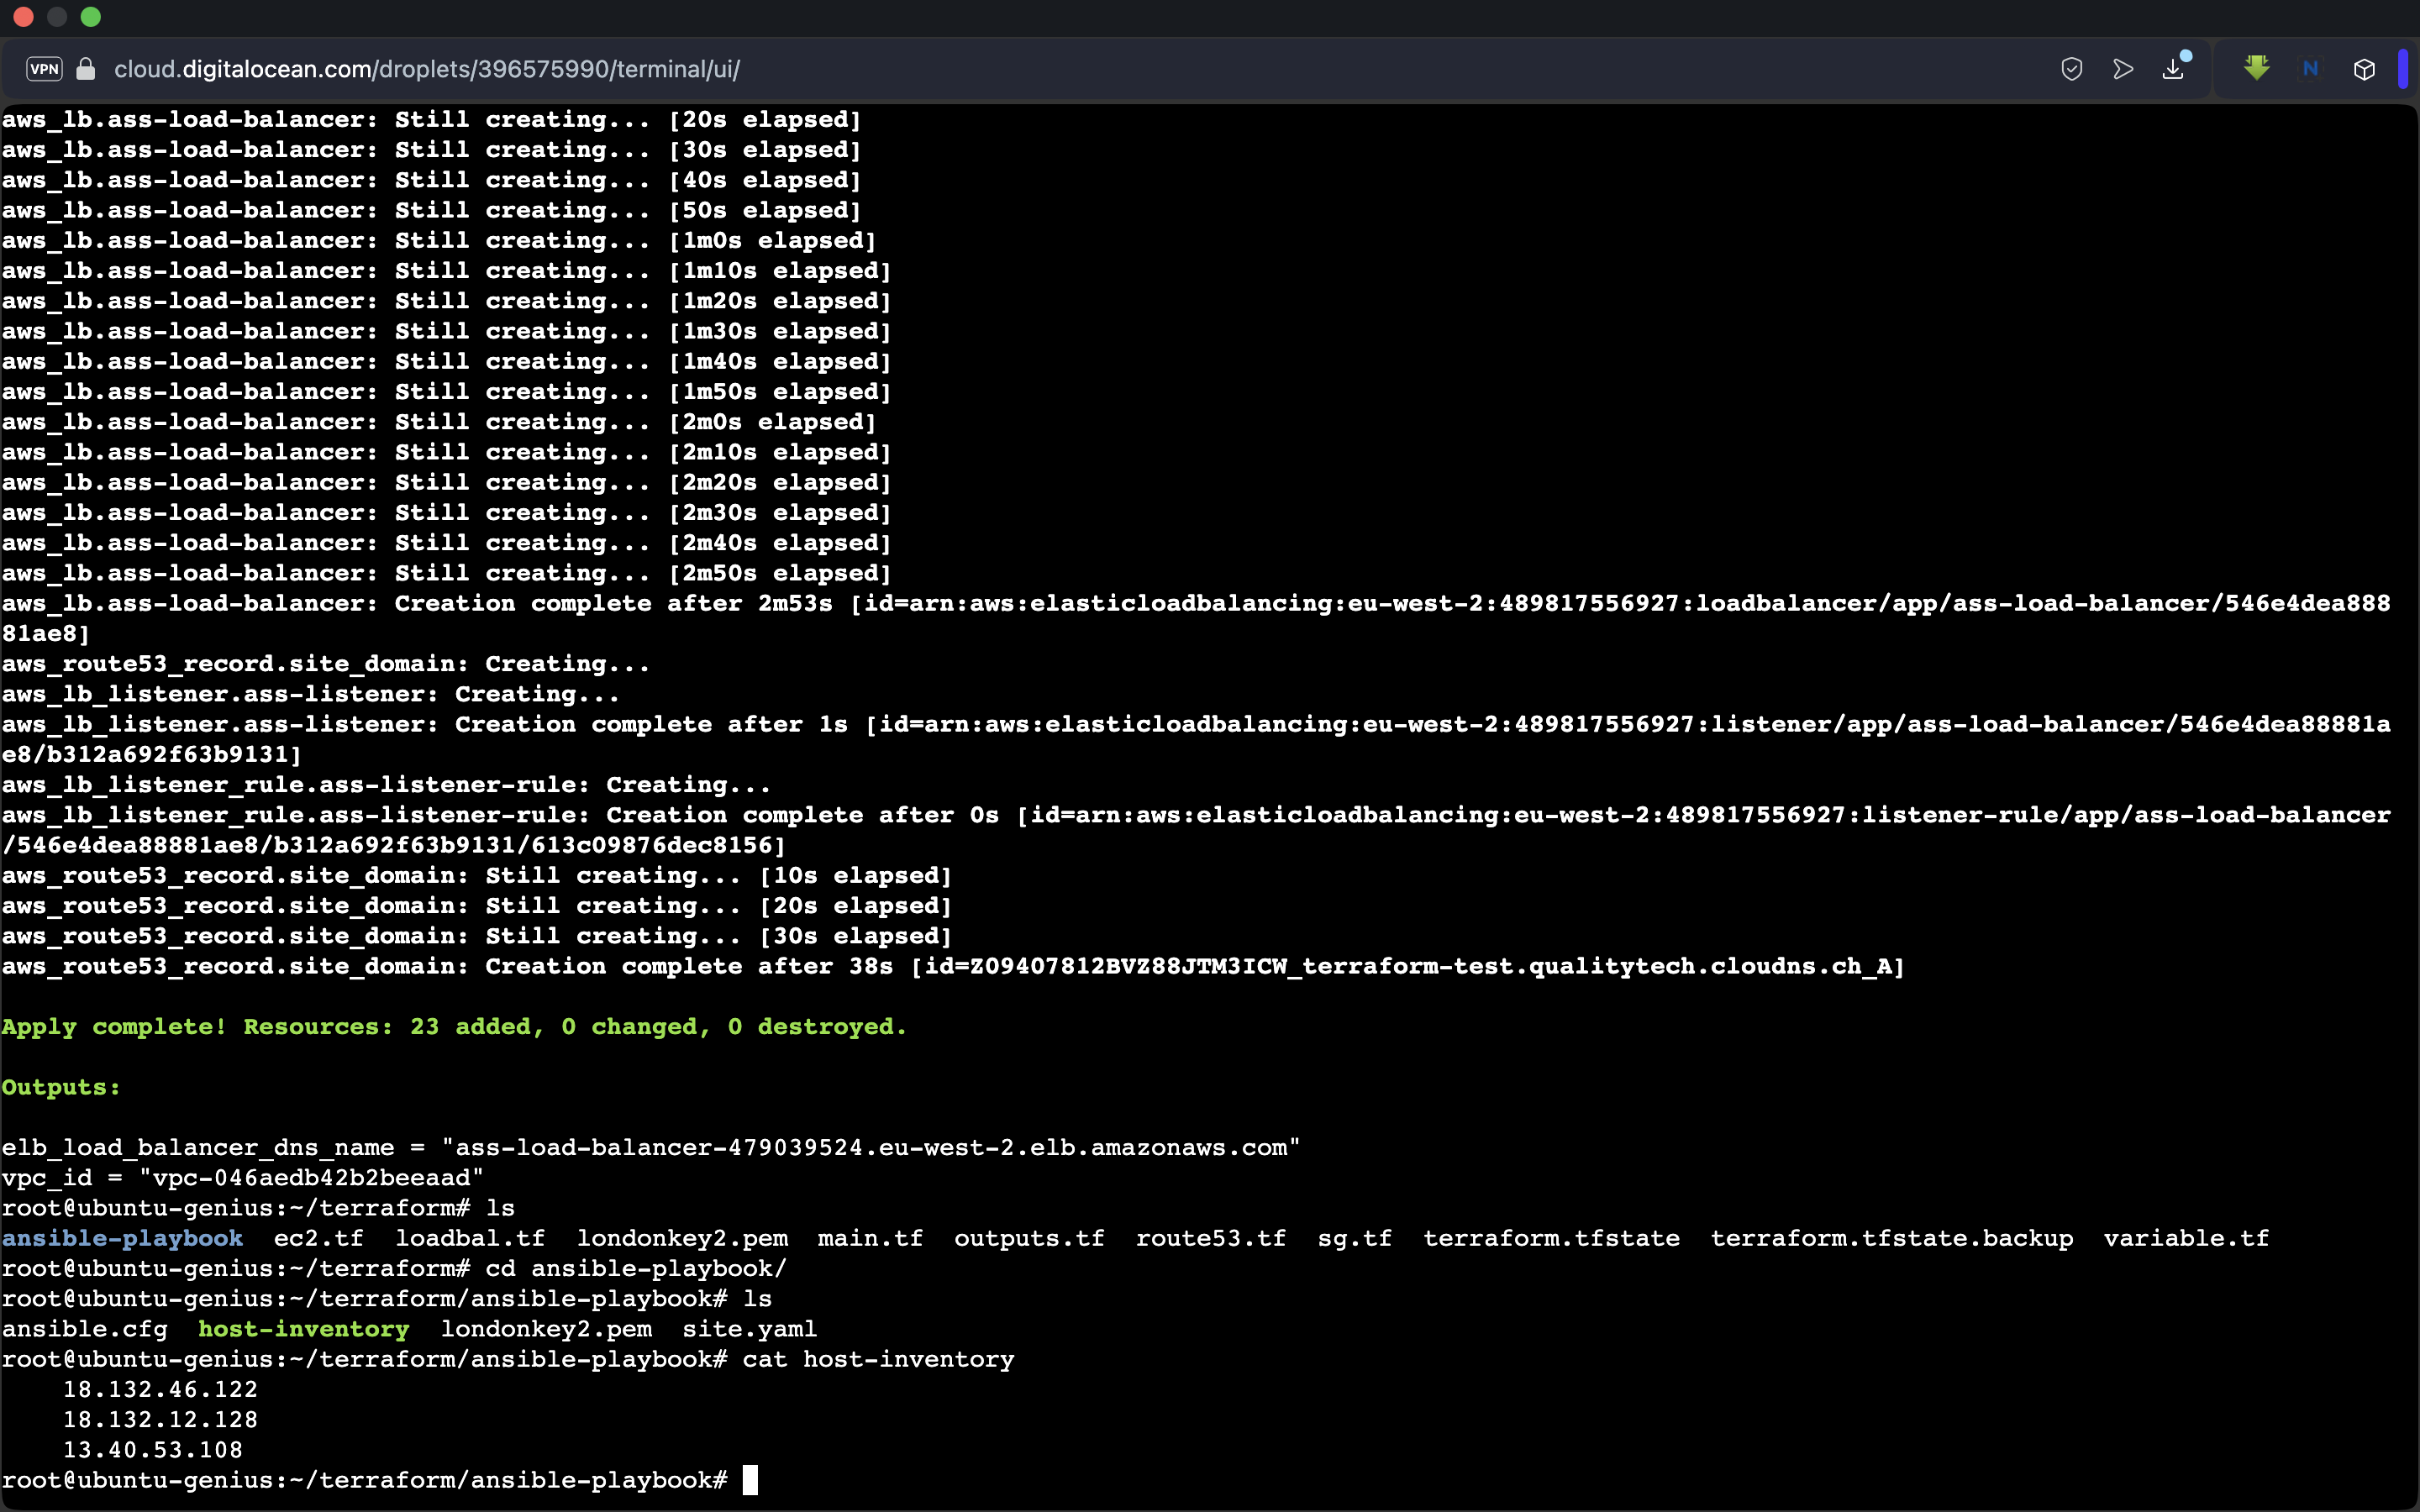 VPN cloud.digitalocean.com/droplets/396575990/terminal/ui/ N
aws_lb.ass-load-balancer: Still creating... [20s elapsed]
aws_lb.ass-load-balancer: Still creating... [30s elapsed]
aws_lb.ass-load-balancer: Still creating... [40s elapsed]
aws_lb.ass-load-balancer: Still creating... [50s elapsed]
aws_lb.ass-load-balancer: Still creating... [1m0s elapsed]
aws_lb.ass-load-balancer: Still creating... [1m10s elapsed]
aws_lb.ass-load-balancer: Still creating... [1m20s elapsed]
aws_lb.ass-load-balancer: Still creating... [1m30s elapsed]
aws_lb.ass-load-balancer: Still creating... [1m40s elapsed]
aws_lb.ass-load-balancer: Still creating... [1m50s elapsed]
aws_lb.ass-load-balancer: Still creating... [2m0s elapsed]
aws_lb.ass-load-balancer: Still creating... [2m10s elapsed]
aws_lb.ass-load-balancer: Still creating... [2m20s elapsed]
aws_lb.ass-load-balancer: Still creating... [2m30s elapsed]
aws_lb.ass-load-balancer: Still creating... [2m40s elapsed]
aws_lb.ass-load-balancer: Still creating... [2m50s elapsed]
aws_lb.ass-load-balancer: Creation complete after 2m53s [id=arn:aws:elasticloadbalancing:eu-west-2:489817556927:loadbalancer/app/ass-load-balancer/546e4dea888
81ae8]
aws_route53_record.site_domain: Creating...
aws_lb_listener.ass-listener: Creating...
aws_lb_listener.ass-listener: Creation complete after 1s [id=arn:aws:elasticloadbalancing:eu-west-2:489817556927:listener/app/ass-load-balancer/546e4dea88881a
e8/b312a692f63b9131]
aws_lb_listener_rule.ass-listener-rule: Creating...
aws_lb_listener_rule.ass-listener-rule: Creation complete after 0s [id=arn:aws:elasticloadbalancing:eu-west-2:489817556927:listener-rule/app/ass-load-balancer
/546e4dea88881ae8/b312a692f63b9131/613c09876dec8156]
aws_route53_record.site_domain: Still creating... [10s elapsed]
aws_route53_record.site_domain: Still creating... [20s elapsed]
aws_route53_record.site_domain: Still creating... [30s elapsed]
aws_route53_record.site_domain: Creation complete after 38s [id=Z09407812BVZ88JTM3ICW_terraform-test.qualitytech.cloudns.ch_A]
Apply complete! Resources: 23 added, 0 changed, 0 destroyed.
Outputs:
elb_load_balancer_dns_name = "ass-load-balancer-479039524.eu-west-2.elb.amazonaws.com"
vpc_id = "vpc-046aedb42b2beeaad"
root@ubuntu-genius:~/terraform# ls
ansible-playbook ec2.tf loadbal.tf londonkey2.pem main.tf outputs.tf route53.tf sg.tf terraform.tfstate terraform.tfstate.backup variable.tf
root@ubuntu-genius:~/terraform# cd ansible-playbook/
root@ubuntu-genius:~/terraform/ansible-playbook# ls
ansible.cfg host-inventory londonkey2.pem site.yaml
root@ubuntu-genius:~/terraform/ansible-playbook# cat host-inventory
18.132.46.122
18.132.12.128
13.40.53.108
root@ubuntu-genius:~/terraform/ansible-playbook#